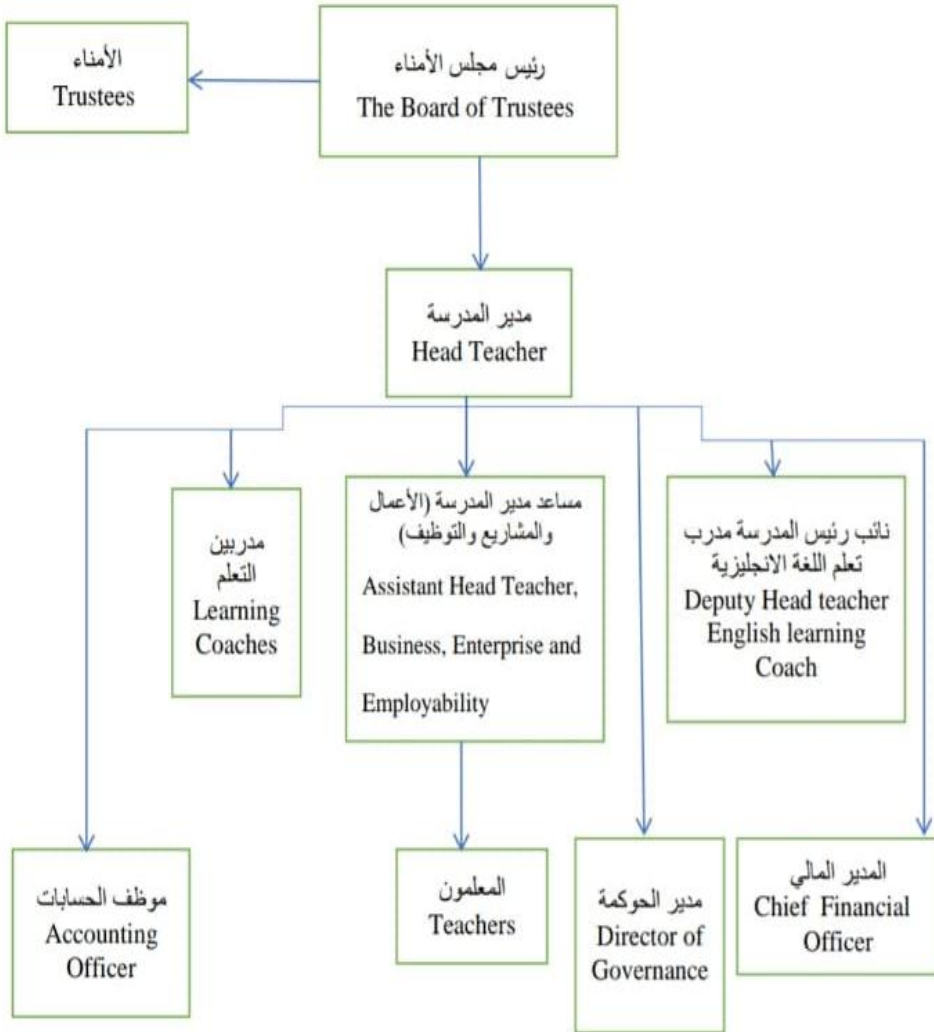 الأمناء
Trustees
رئيس مجلس الأمناء
The Board of Trustees
مدير المدرسة
Head Teacher
مدربين
التعلم
Learning
Coaches
مساعد مدير المدرسة (الأعمال
والمشاريع والتوظيف)
Assistant Head Teacher,
Business, Enterprise and
Employability
نائب رئيس المدرسة مدرب
تعلم اللغة الانجليزية
Deputy Head teacher
English learning
Coach
موظف الحسابات
Accounting
Officer
المعلمون
Teachers
مدير الحوكمة
Director of
Governance
المدير المالي
Chief Financial
Officer